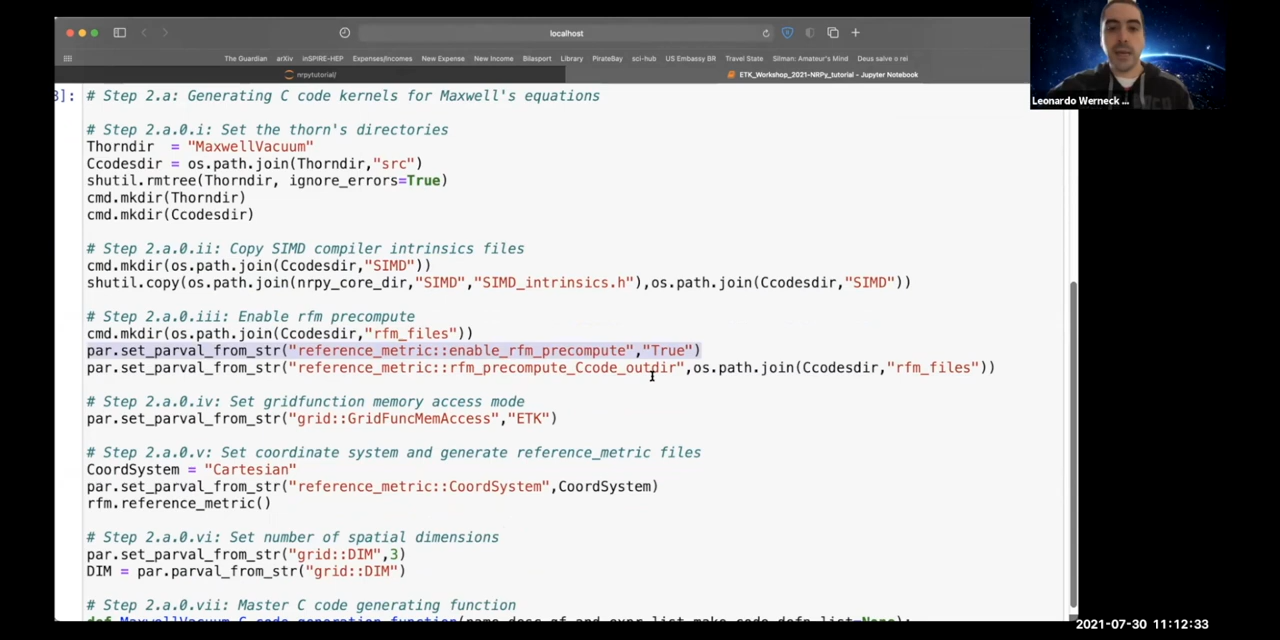 localhost
The Guardian arXiv inSPIRE-HEP Expenses/Incomes New Expense New Income Bilasport Library PirateBay sci-hub US Embassy BR Travel State Silman: Amateur's Mind Deus salve o rei
nrpytutorial/ ETK_Workshop_2021-NRPy_tutorial - Jupyter Notebook
Leonardo Werneck ...
3]: # Step 2.a: Generating C code kernels for Maxwell's equations
# Step 2.a.0.i: Set the thorn's directories
Thorndir = "MaxwellVacuum"
Ccodesdir = os.path.join(Thorndir,"src")
shutil.rmtree(Thorndir, ignore_errors=True)
cmd.mkdir(Thorndir)
cmd.mkdir(Ccodesdir)
# Step 2.a.0.ii: Copy SIMD compiler intrinsics files
cmd.mkdir(os.path.join(Ccodesdir,"SIMD"))
shutil.copy(os.path.join(nrpy_core_dir,"SIMD","SIMD_intrinsics.h"),os.path.join(Ccodesdir,"SIMD"))
# Step 2.a.0.iii: Enable rfm precompute
cmd.mkdir(os.path.join(Ccodesdir,"rfm_files"))
par.set_parval_from_str("reference_metric::enable_rfm_precompute","True")
par.set_parval_from_str("reference_metric::rfm_precompute_Ccode_outdir",os.path.join(Ccodesdir,"rfm_files"))
# Step 2.a.0.iv: Set gridfunction memory access mode
par.set_parval_from_str("grid::GridFuncMemAccess","ETK")
# Step 2.a.0.v: Set coordinate system and generate reference_metric files
CoordSystem = "Cartesian"
par.set_parval_from_str("reference_metric::CoordSystem",CoordSystem)
rfm.reference_metric()
# Step 2.a.0.vi: Set number of spatial dimensions
par.set_parval_from_str("grid::DIM",3)
DIM = par.parval_from_str("grid::DIM")
# Step 2.a.0.vii: Master C code generating function
def MaxwellVacuum_C_code_generation_function(name,desc,gf_and_expr_list,make_code_defn_list=None):
2021-07-30 11:12:33